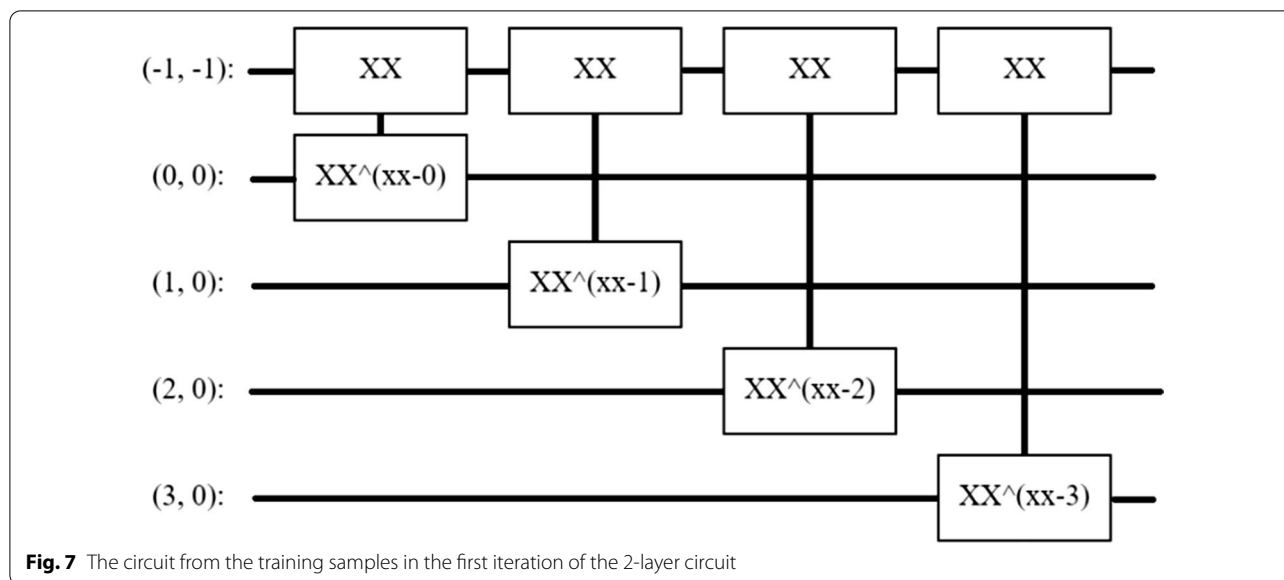 (-1, -1): XX XX XX XX
(0, 0): XX^(xx-0)
(1, 0): XX^(xx-1)
(2, 0): XX^(xx-2)
(3, 0): XX^(xx-3)
Fig. 7 The circuit from the training samples in the first iteration of the 2-layer circuit